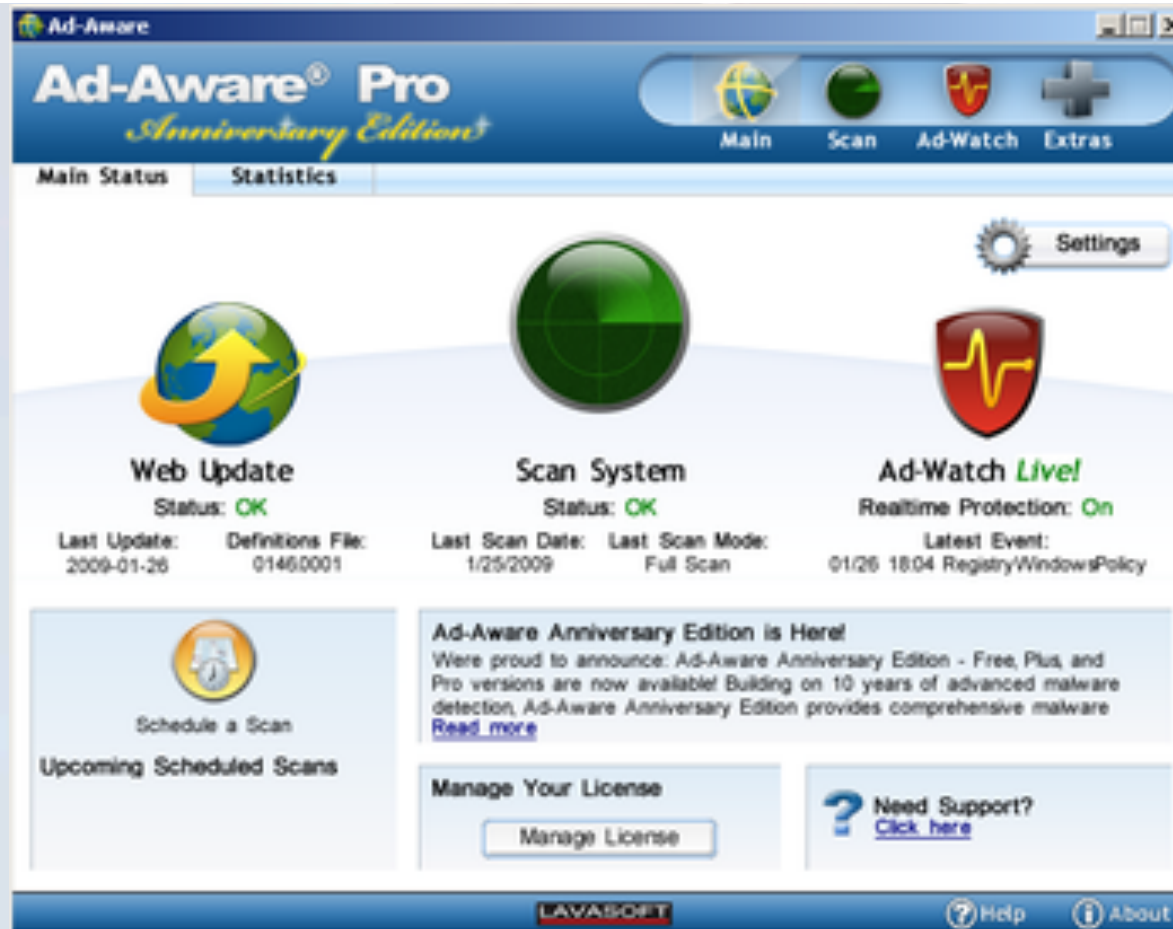 Ad-Aware
Ad-Aware® Pro
Anniversary Edition
Main Scan Ad-Watch Extras
Main Status Statistics
Settings
Web Update
Status: OK
Last Update: Definitions File:
2009-01-26 0146.0001
Scan System
Status: OK
Last Scan Date: Last Scan Mode:
1/25/2009 Full Scan
Ad-Watch Live!
Realtime Protection: On
Latest Event:
01/26 18:04 RegistryWindowsPolicy
Schedule a Scan
Upcoming Scheduled Scans
Ad-Aware Anniversary Edition is Here!
Were proud to announce: Ad-Aware Anniversary Edition - Free, Plus, and
Pro versions are now available! Building on 10 years of advanced malware
detection, Ad-Aware Anniversary Edition provides comprehensive malware
Read more
Manage Your License
Manage License
Need Support?
Click here
LAVASOFT
Help About